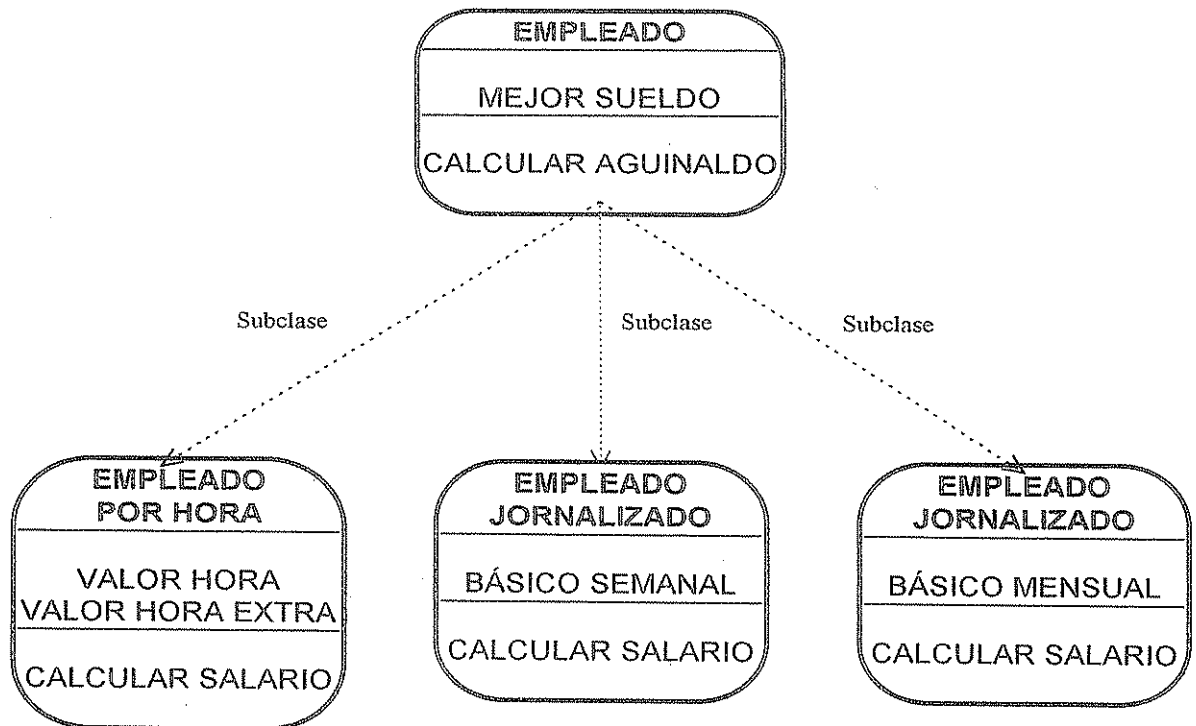 EMPLEADO
MEJOR SUELDO
CALCULAR AGUINALDO
Subclase
Subclase
Subclase
EMPLEADO
POR HORA
VALOR HORA
VALOR HORA EXTRA
CALCULAR SALARIO
EMPLEADO
JORNALIZADO
BÁSICO SEMANAL
CALCULAR SALARIO
EMPLEADO
JORNALIZADO
BÁSICO MENSUAL
CALCULAR SALARIO